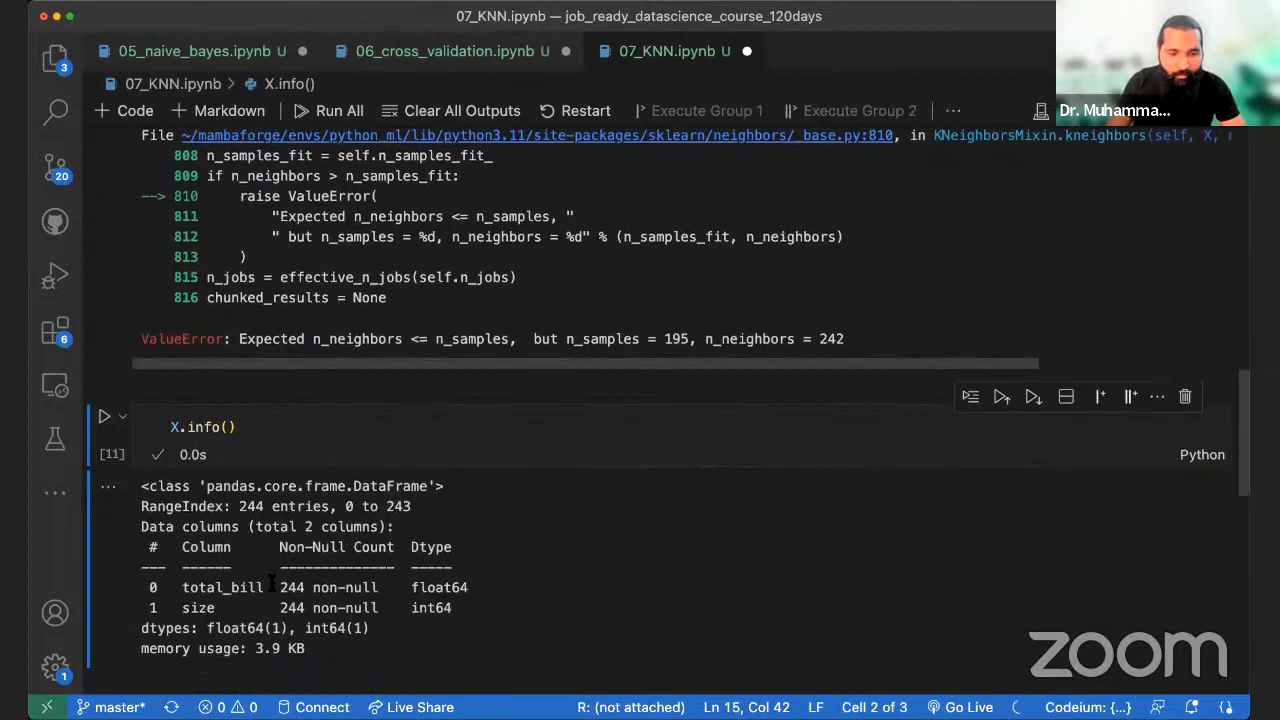 07_KNN.ipynb — job_ready_datascience_course_120days
05_naive_bayes.ipynb U
06_cross_validation.ipynb U
07_KNN.ipynb U
07_KNN.ipynb > X.info()
+ Code + Markdown Run All Clear All Outputs Restart Execute Group 1 Execute Group 2 ...
Dr. Muhamma...
File ~/mambaforge/envs/python_ml/lib/python3.11/site-packages/sklearn/neighbors/_base.py:810, in KNeighborsMixin.kneighbors(self, X,
808 n_samples_fit = self.n_samples_fit_
809 if n_neighbors > n_samples_fit:
--> 810 raise ValueError(
811 "Expected n_neighbors <= n_samples, "
812 " but n_samples = %d, n_neighbors = %d" % (n_samples_fit, n_neighbors)
813 )
815 n_jobs = effective_n_jobs(self.n_jobs)
816 chunked_results = None
ValueError: Expected n_neighbors <= n_samples, but n_samples = 195, n_neighbors = 242
X.info()
[11] 0.0s Python
<class 'pandas.core.frame.DataFrame'>
RangeIndex: 244 entries, 0 to 243
Data columns (total 2 columns):
# Column Non-Null Count Dtype
--- ------ -------------- -----
0 total_bill 244 non-null float64
1 size 244 non-null int64
dtypes: float64(1), int64(1)
memory usage: 3.9 KB
3
20
6
1
zoom
master* 0 0 Connect Live Share R: (not attached) Ln 15, Col 42 LF Cell 2 of 3 Go Live Codeium: {...}